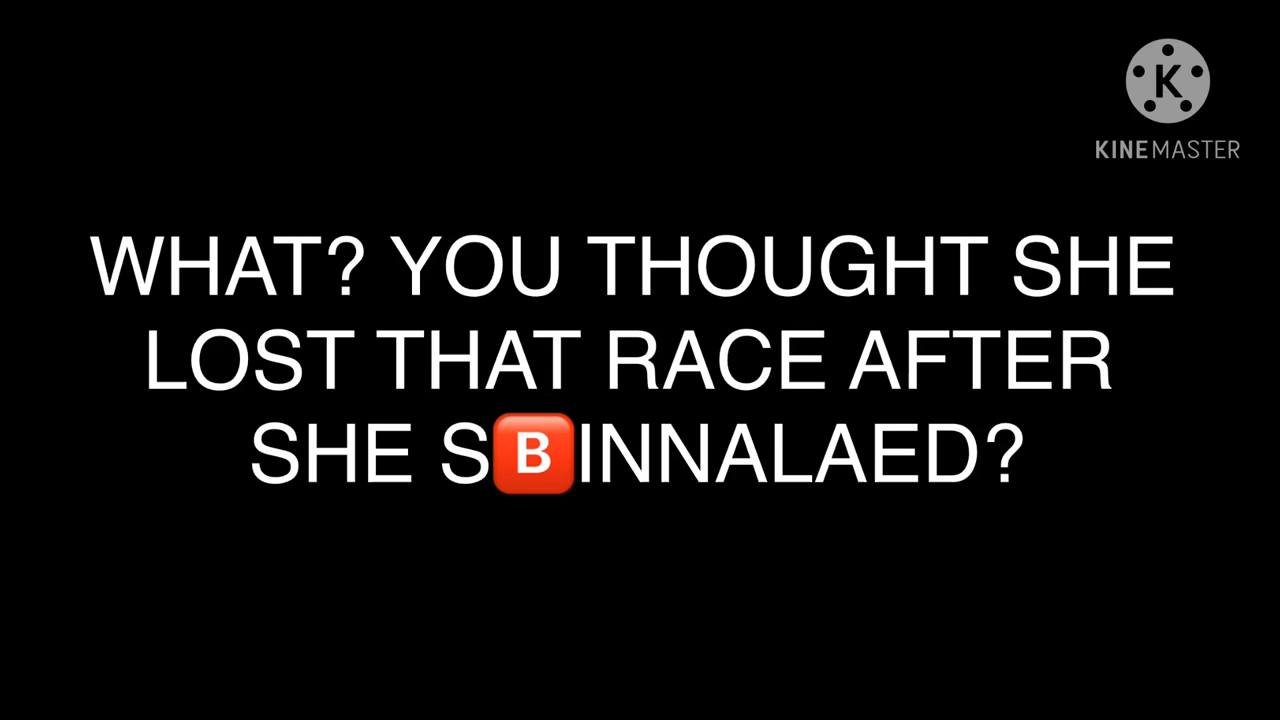 K
KINEMASTER
WHAT? YOU THOUGHT SHE
LOST THAT RACE AFTER
SHE S🅱INNALAED?